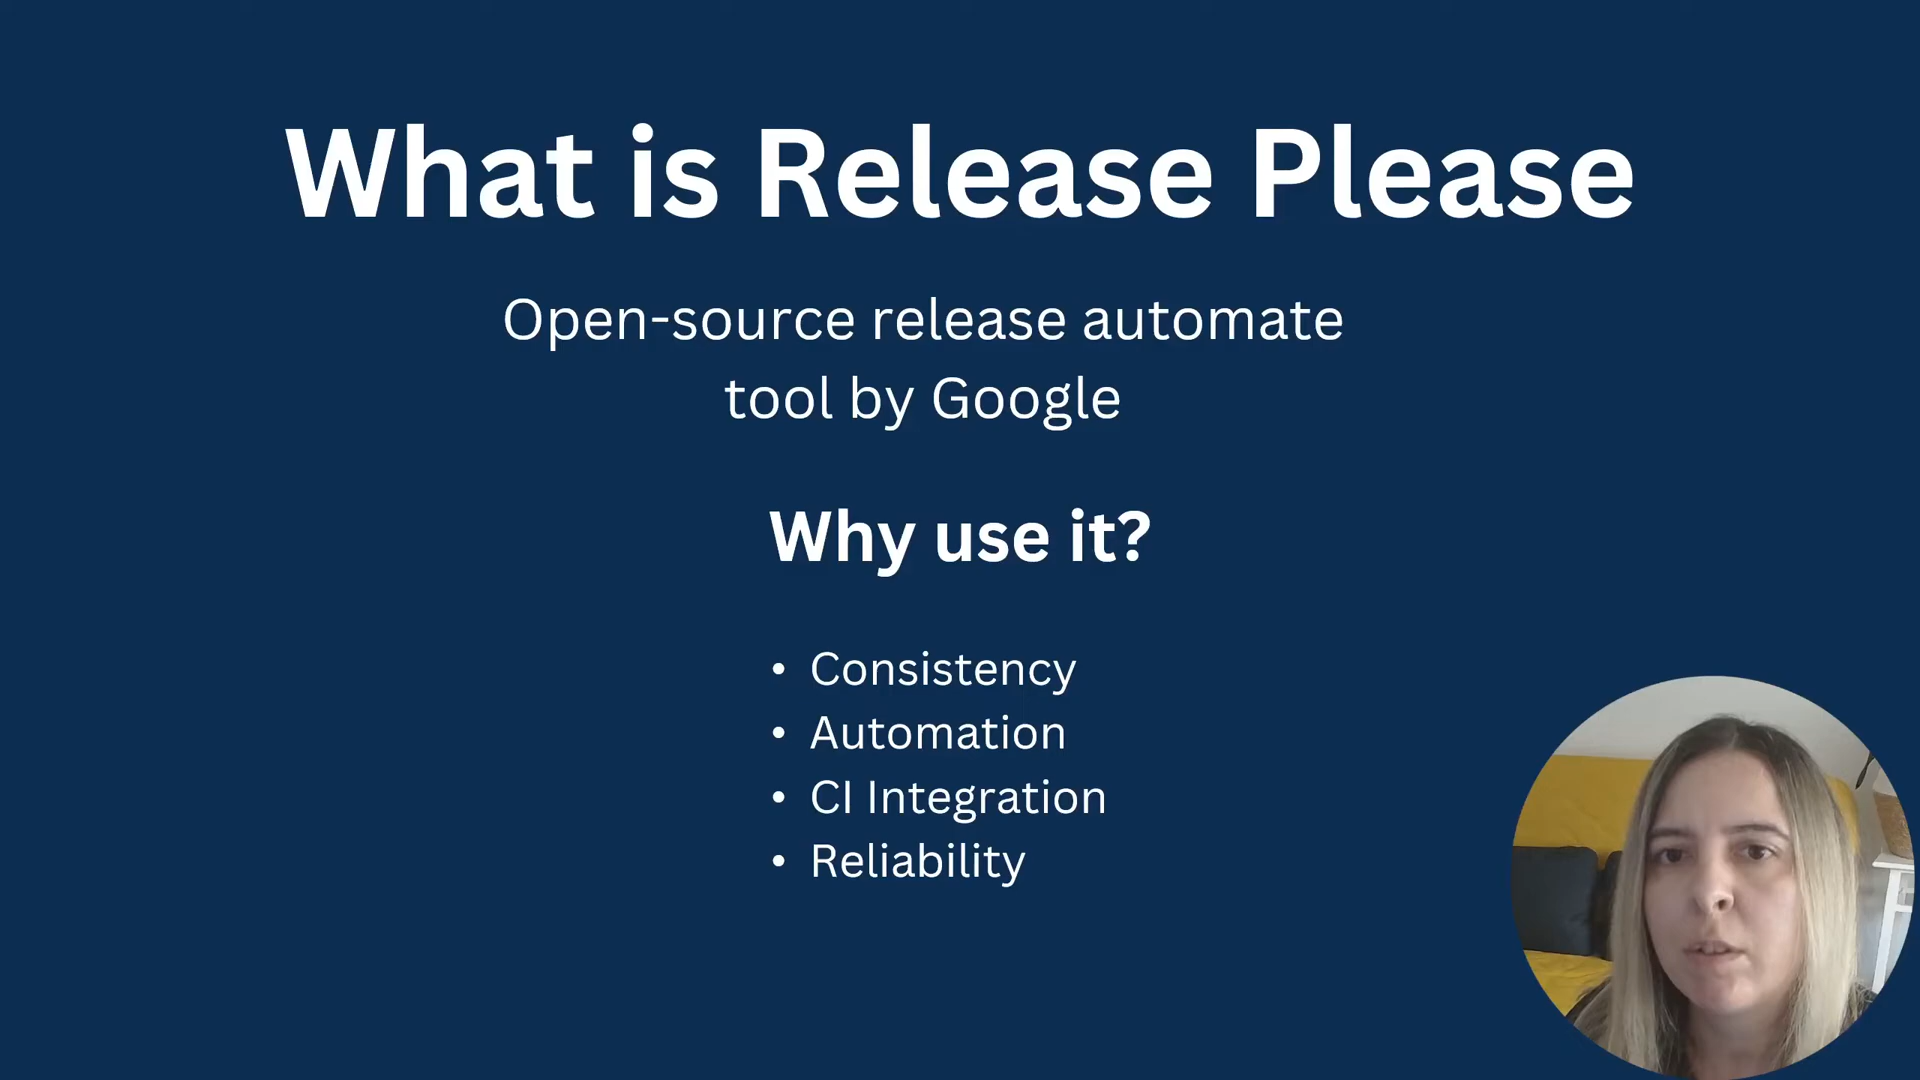 What is Release Please
Open-source release automate
tool by Google
Why use it?
• Consistency
• Automation
• CI Integration
• Reliability